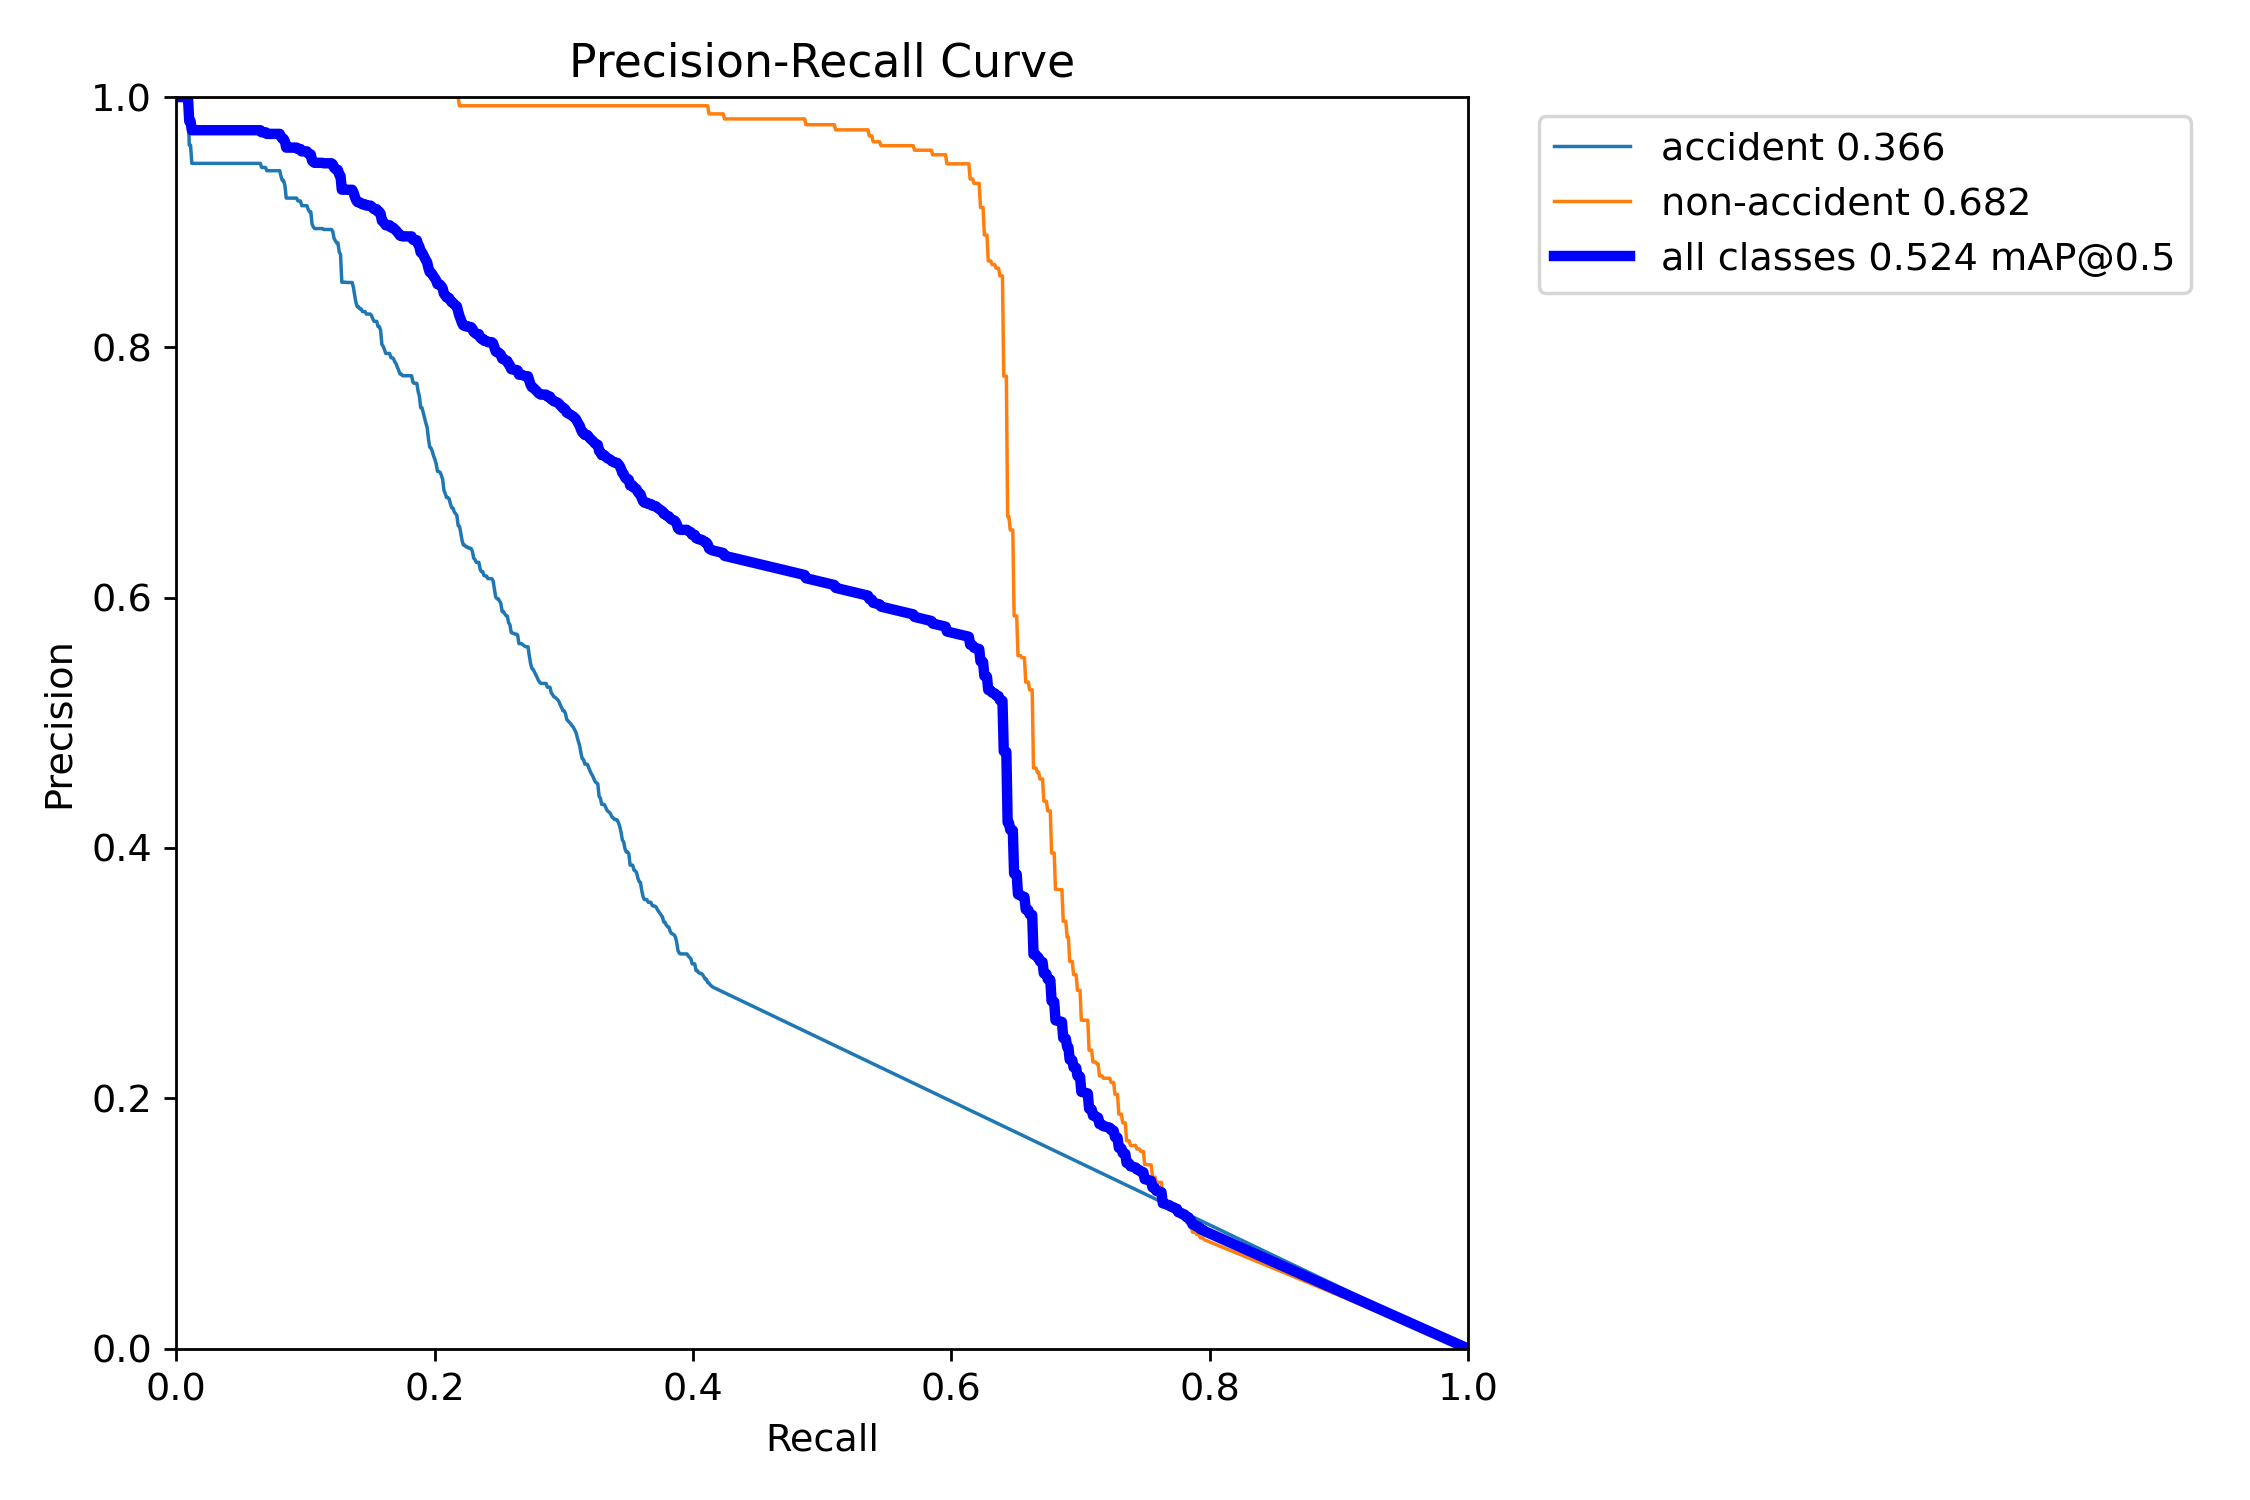 Precision-Recall Curve
1.0
0.8
0.6
0.4
0.2
0.0
Precision
0.0 0.2 0.4 0.6 0.8 1.0
Recall
accident 0.366
non-accident 0.682
all classes 0.524 mAP@0.5